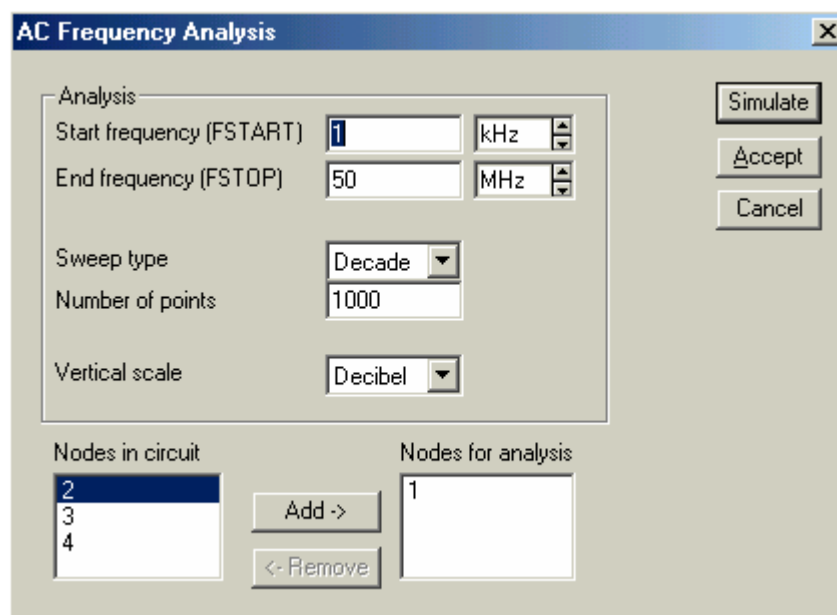 AC Frequency Analysis
Analysis
Start frequency (FSTART) 1 kHz
End frequency (FSTOP) 50 MHz
Sweep type Decade
Number of points 1000
Vertical scale Decibel
Simulate
Accept
Cancel
Nodes in circuit
2
3
4
Add ->
<- Remove
Nodes for analysis
1